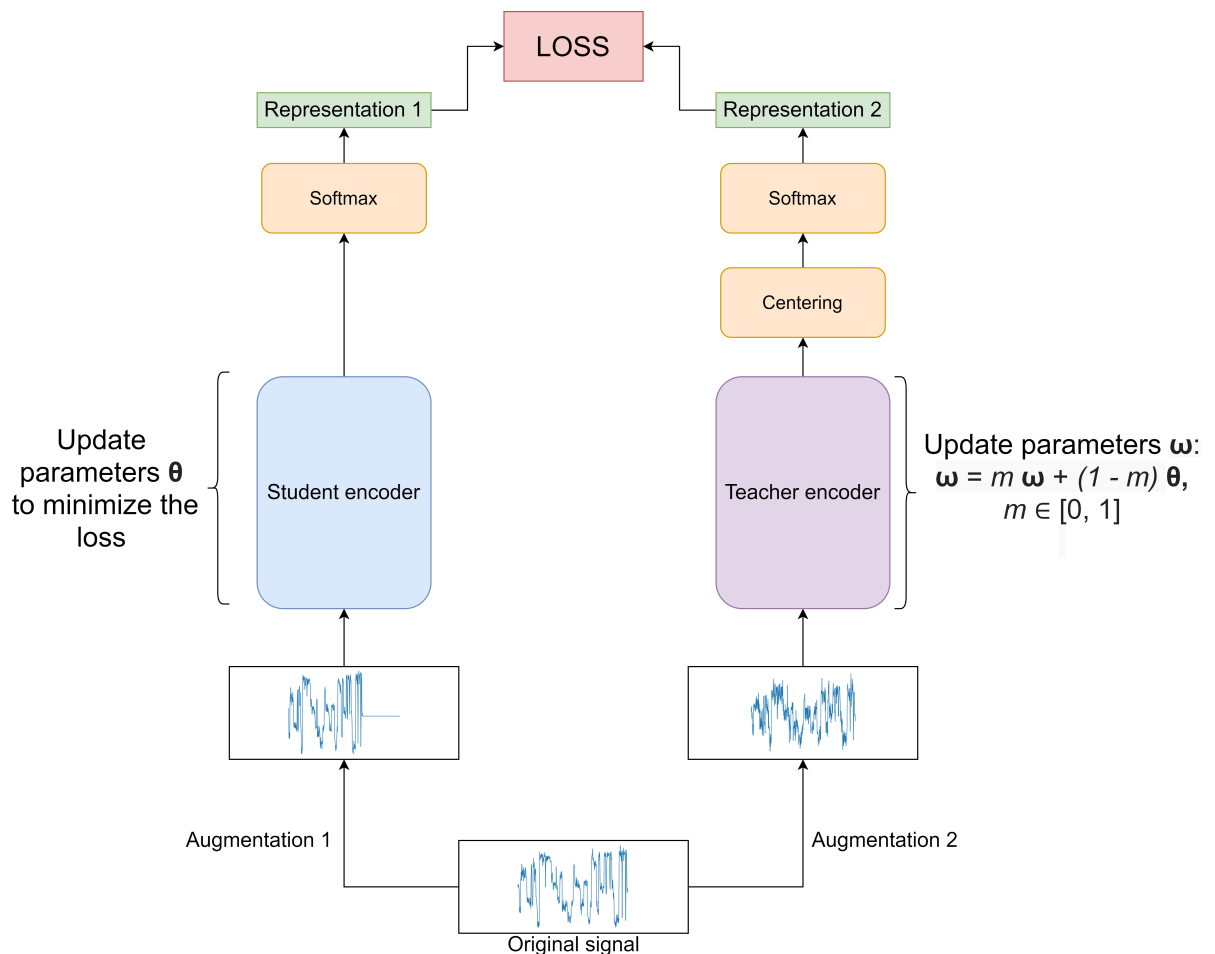 LOSS
Representation 1
Representation 2
Softmax
Softmax
Centering
Update
parameters θ
to minimize the
loss
Student encoder
Teacher encoder
Update parameters ω:
ω = m ω + (1 - m) θ,
m ∈ [0, 1]
Augmentation 1
Augmentation 2
Original signal